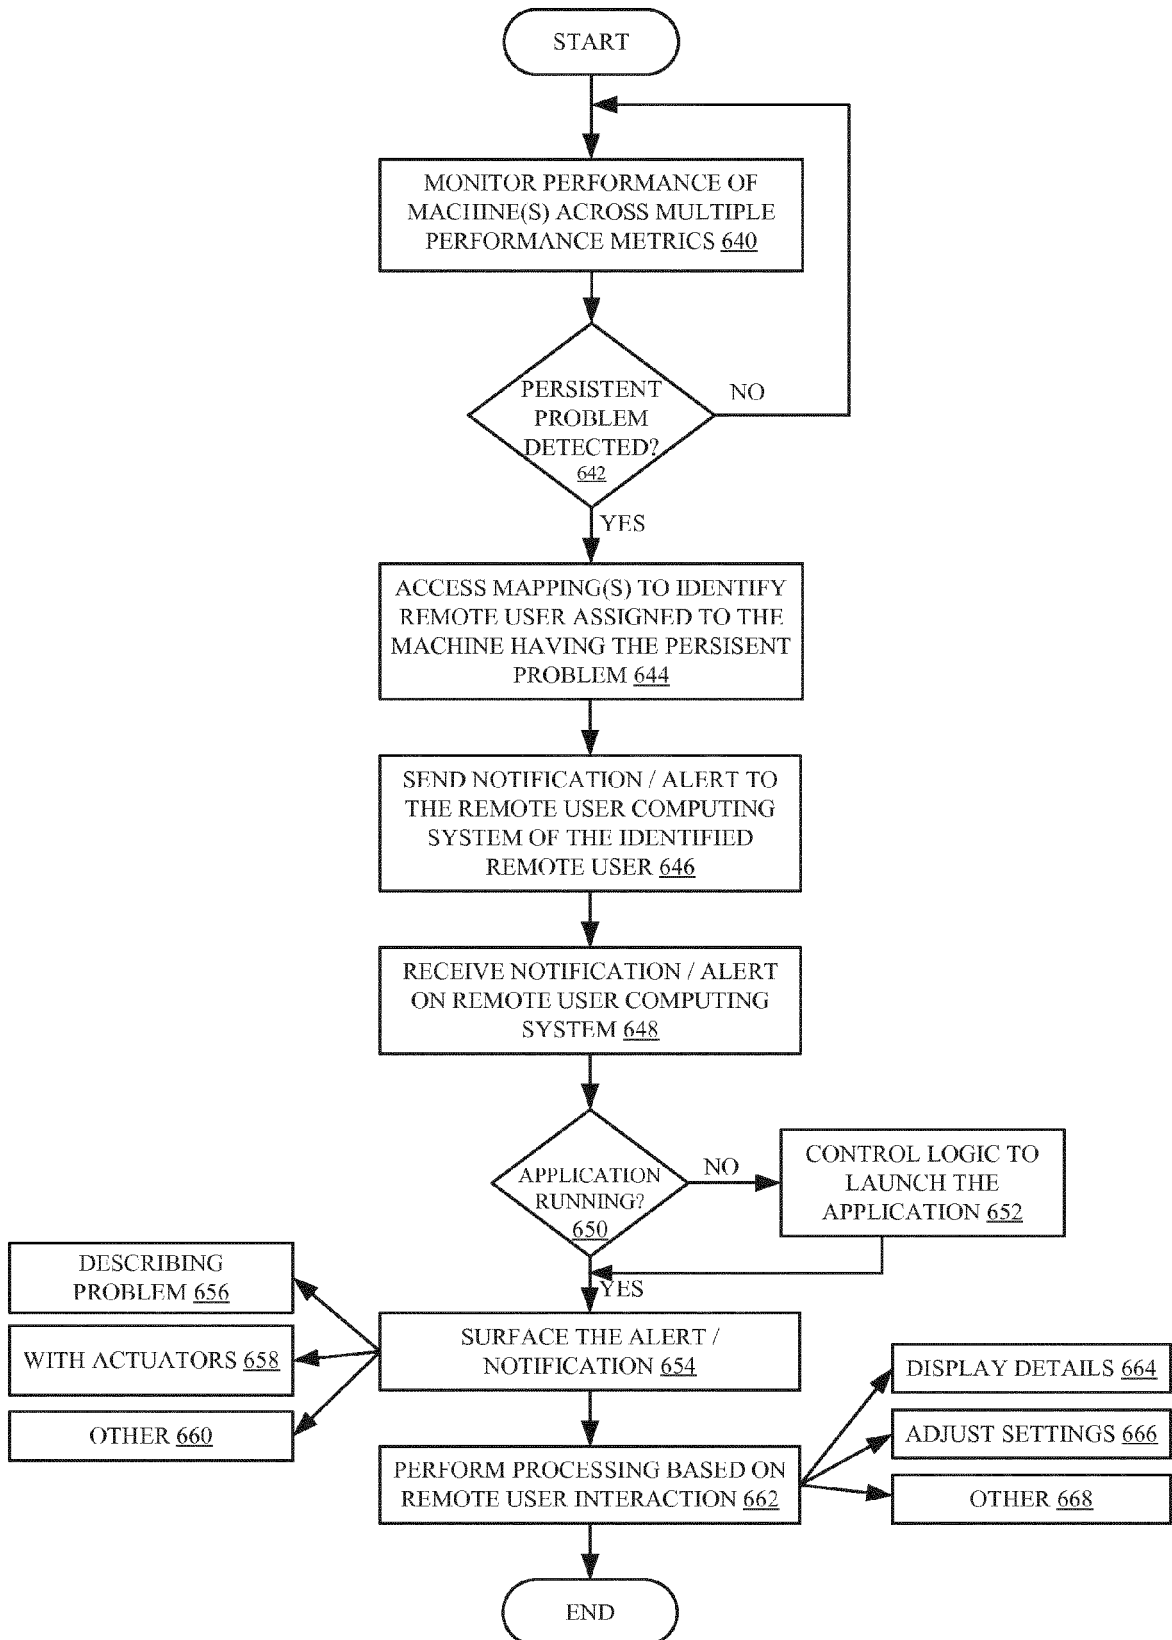 START
MONITOR PERFORMANCE OF
MACHINE(S) ACROSS MULTIPLE
PERFORMANCE METRICS 640
PERSISTENT
PROBLEM
DETECTED?
642
NO
YES
ACCESS MAPPING(S) TO IDENTIFY
REMOTE USER ASSIGNED TO THE
MACHINE HAVING THE PERSISENT
PROBLEM 644
SEND NOTIFICATION / ALERT TO
THE REMOTE USER COMPUTING
SYSTEM OF THE IDENTIFIED
REMOTE USER 646
RECEIVE NOTIFICATION / ALERT
ON REMOTE USER COMPUTING
SYSTEM 648
APPLICATION
RUNNING?
650
NO
CONTROL LOGIC TO
LAUNCH THE
APPLICATION 652
YES
DESCRIBING
PROBLEM 656
WITH ACTUATORS 658
OTHER 660
SURFACE THE ALERT /
NOTIFICATION 654
PERFORM PROCESSING BASED ON
REMOTE USER INTERACTION 662
DISPLAY DETAILS 664
ADJUST SETTINGS 666
OTHER 668
END